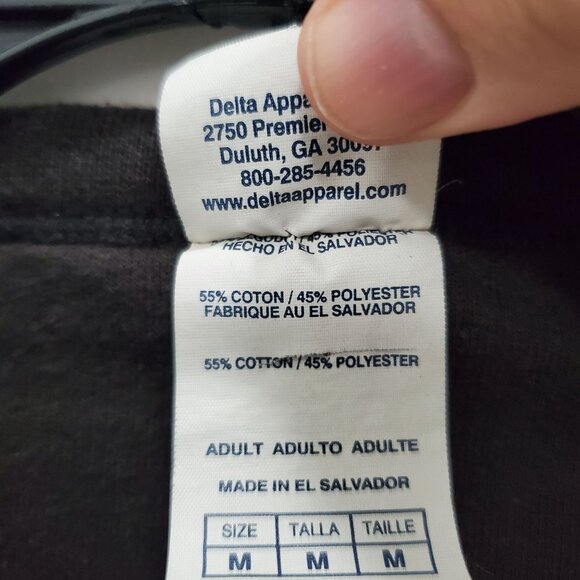 Delta
2750 Premier
Duluth, GA
800-285-4456
www.deltaapparel.com
HECHO EN EL SALVADOR
55% COTON / 45% POLYESTER
FABRIQUE AU EL SALVADOR
55% COTTON / 45% POLYESTER
ADULT ADULTO ADULTE
MADE IN EL SALVADOR
SIZE TALLA TAILLE
M M M